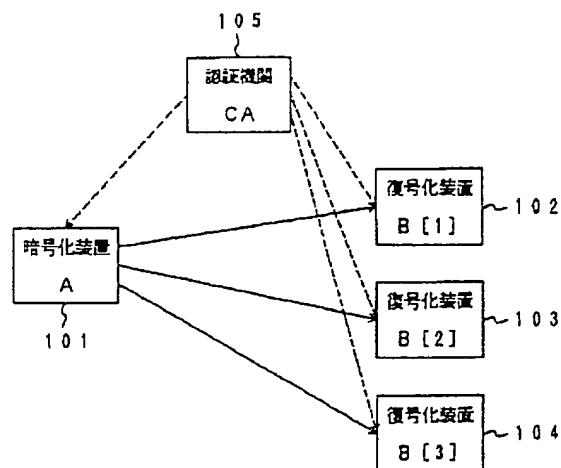 105
認証機関
CA
復号化装置
B[1]
102
暗号化装置
A
101
復号化装置
B[2]
103
復号化装置
B[3]
104